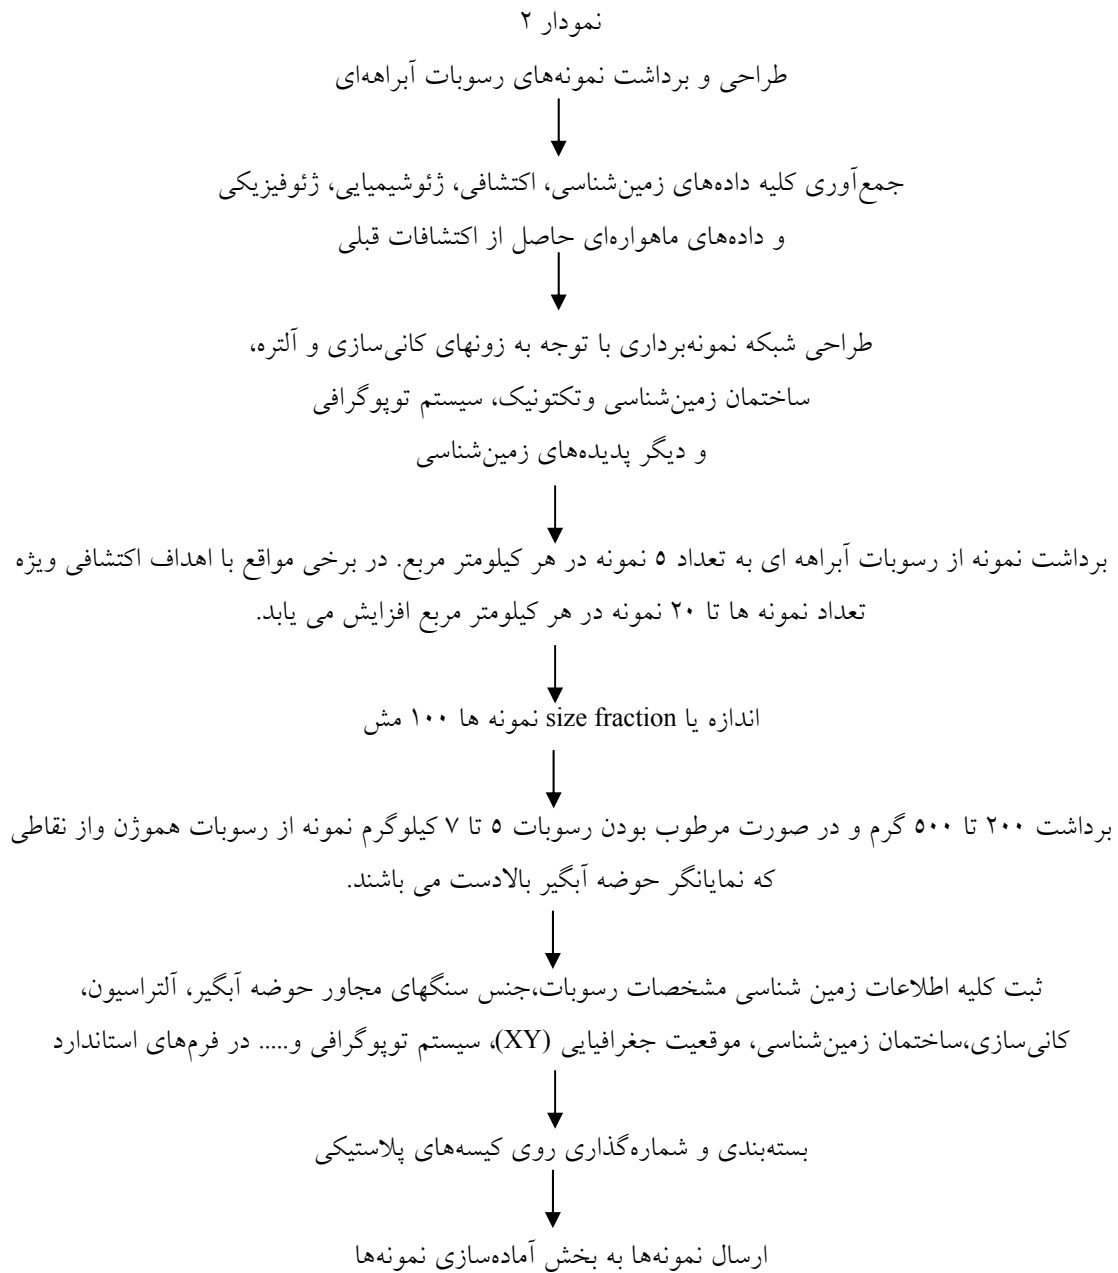 نمودار ۲
طراحی و برداشت نمونه‌های رسوبات آبراهه‌ای
جمع‌آوری کلیه داده‌های زمین‌شناسی، اکتشافی، ژئوشیمیایی، ژئوفیزیکی
و داده‌های ماهواره‌ای حاصل از اکتشافات قبلی
طراحی شبکه نمونه‌برداری با توجه به زونهای کانی‌سازی و آلتره،
ساختمان زمین‌شناسی وتکتونیک، سیستم توپوگرافی
و دیگر پدیده‌های زمین‌شناسی
برداشت نمونه از رسوبات آبراهه ای به تعداد ۵ نمونه در هر کیلومتر مربع. در برخی مواقع با اهداف اکتشافی ویژه
تعداد نمونه ها تا ۲۰ نمونه در هر کیلومتر مربع افزایش می یابد.
اندازه یا size fraction نمونه ها ۱۰۰ مش
برداشت ۲۰۰ تا ۵۰۰ گرم و در صورت مرطوب بودن رسوبات ۵ تا ۷ کیلوگرم نمونه از رسوبات هموژن واز نقاطی
که نمایانگر حوضه آبگیر بالادست می باشند.
ثبت کلیه اطلاعات زمین شناسی مشخصات رسوبات،جنس سنگهای مجاور حوضه آبگیر، آلتراسیون،
کانی‌سازی،ساختمان زمین‌شناسی، موقعیت جغرافیایی (XY)، سیستم توپوگرافی و..... در فرم‌های استاندارد
بسته‌بندی و شماره‌گذاری روی کیسه‌های پلاستیکی
ارسال نمونه‌ها به بخش آماده‌سازی نمونه‌ها